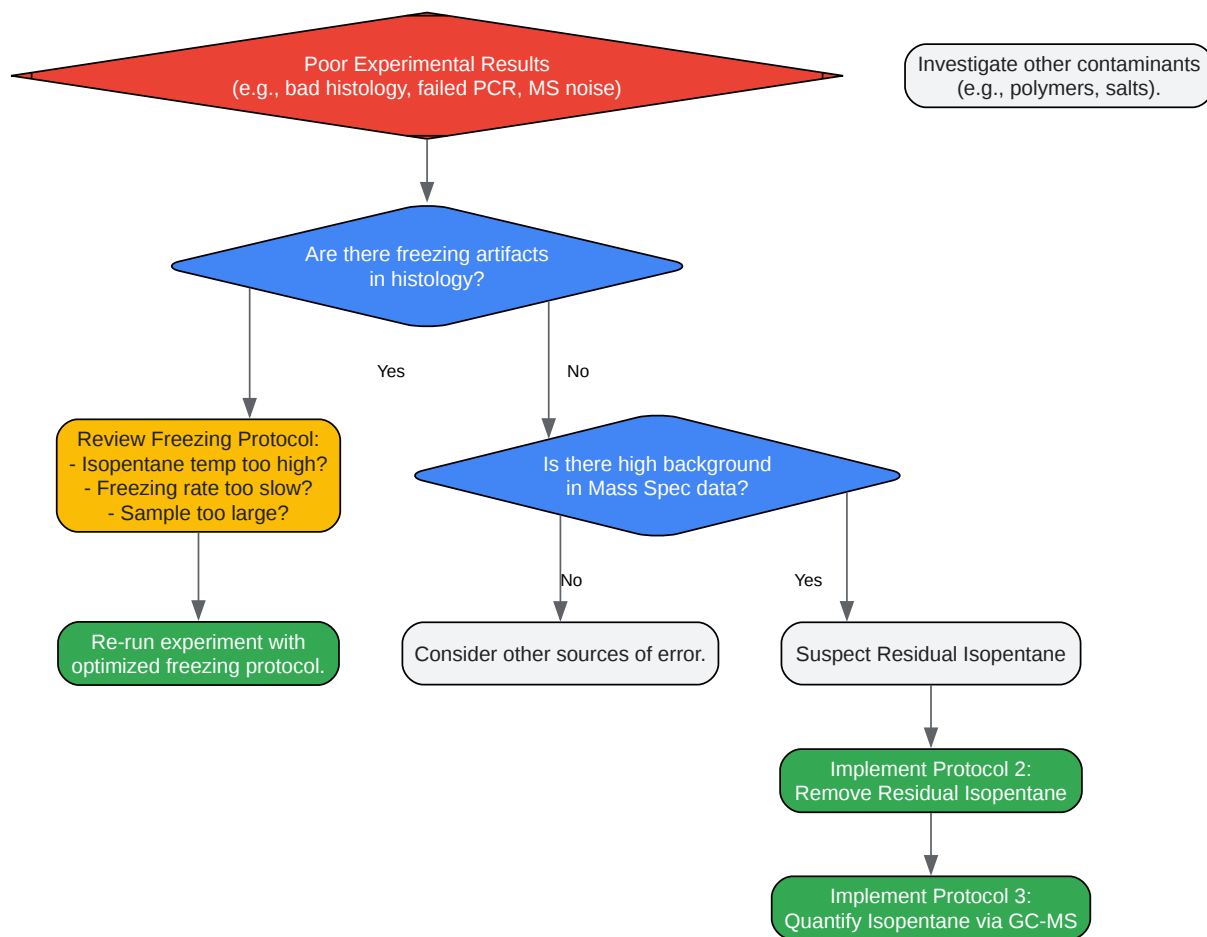 Poor Experimental Results
(e.g., bad histology, failed PCR, MS noise)
Investigate other contaminants
(e.g., polymers, salts).
Are there freezing artifacts
in histology?
Yes
No
Review Freezing Protocol:
- Isopentane temp too high?
- Freezing rate too slow?
- Sample too large?
Is there high background
in Mass Spec data?
No
Yes
Re-run experiment with
optimized freezing protocol.
Consider other sources of error.
Suspect Residual Isopentane
Implement Protocol 2:
Remove Residual Isopentane
Implement Protocol 3:
Quantify Isopentane via GC-MS